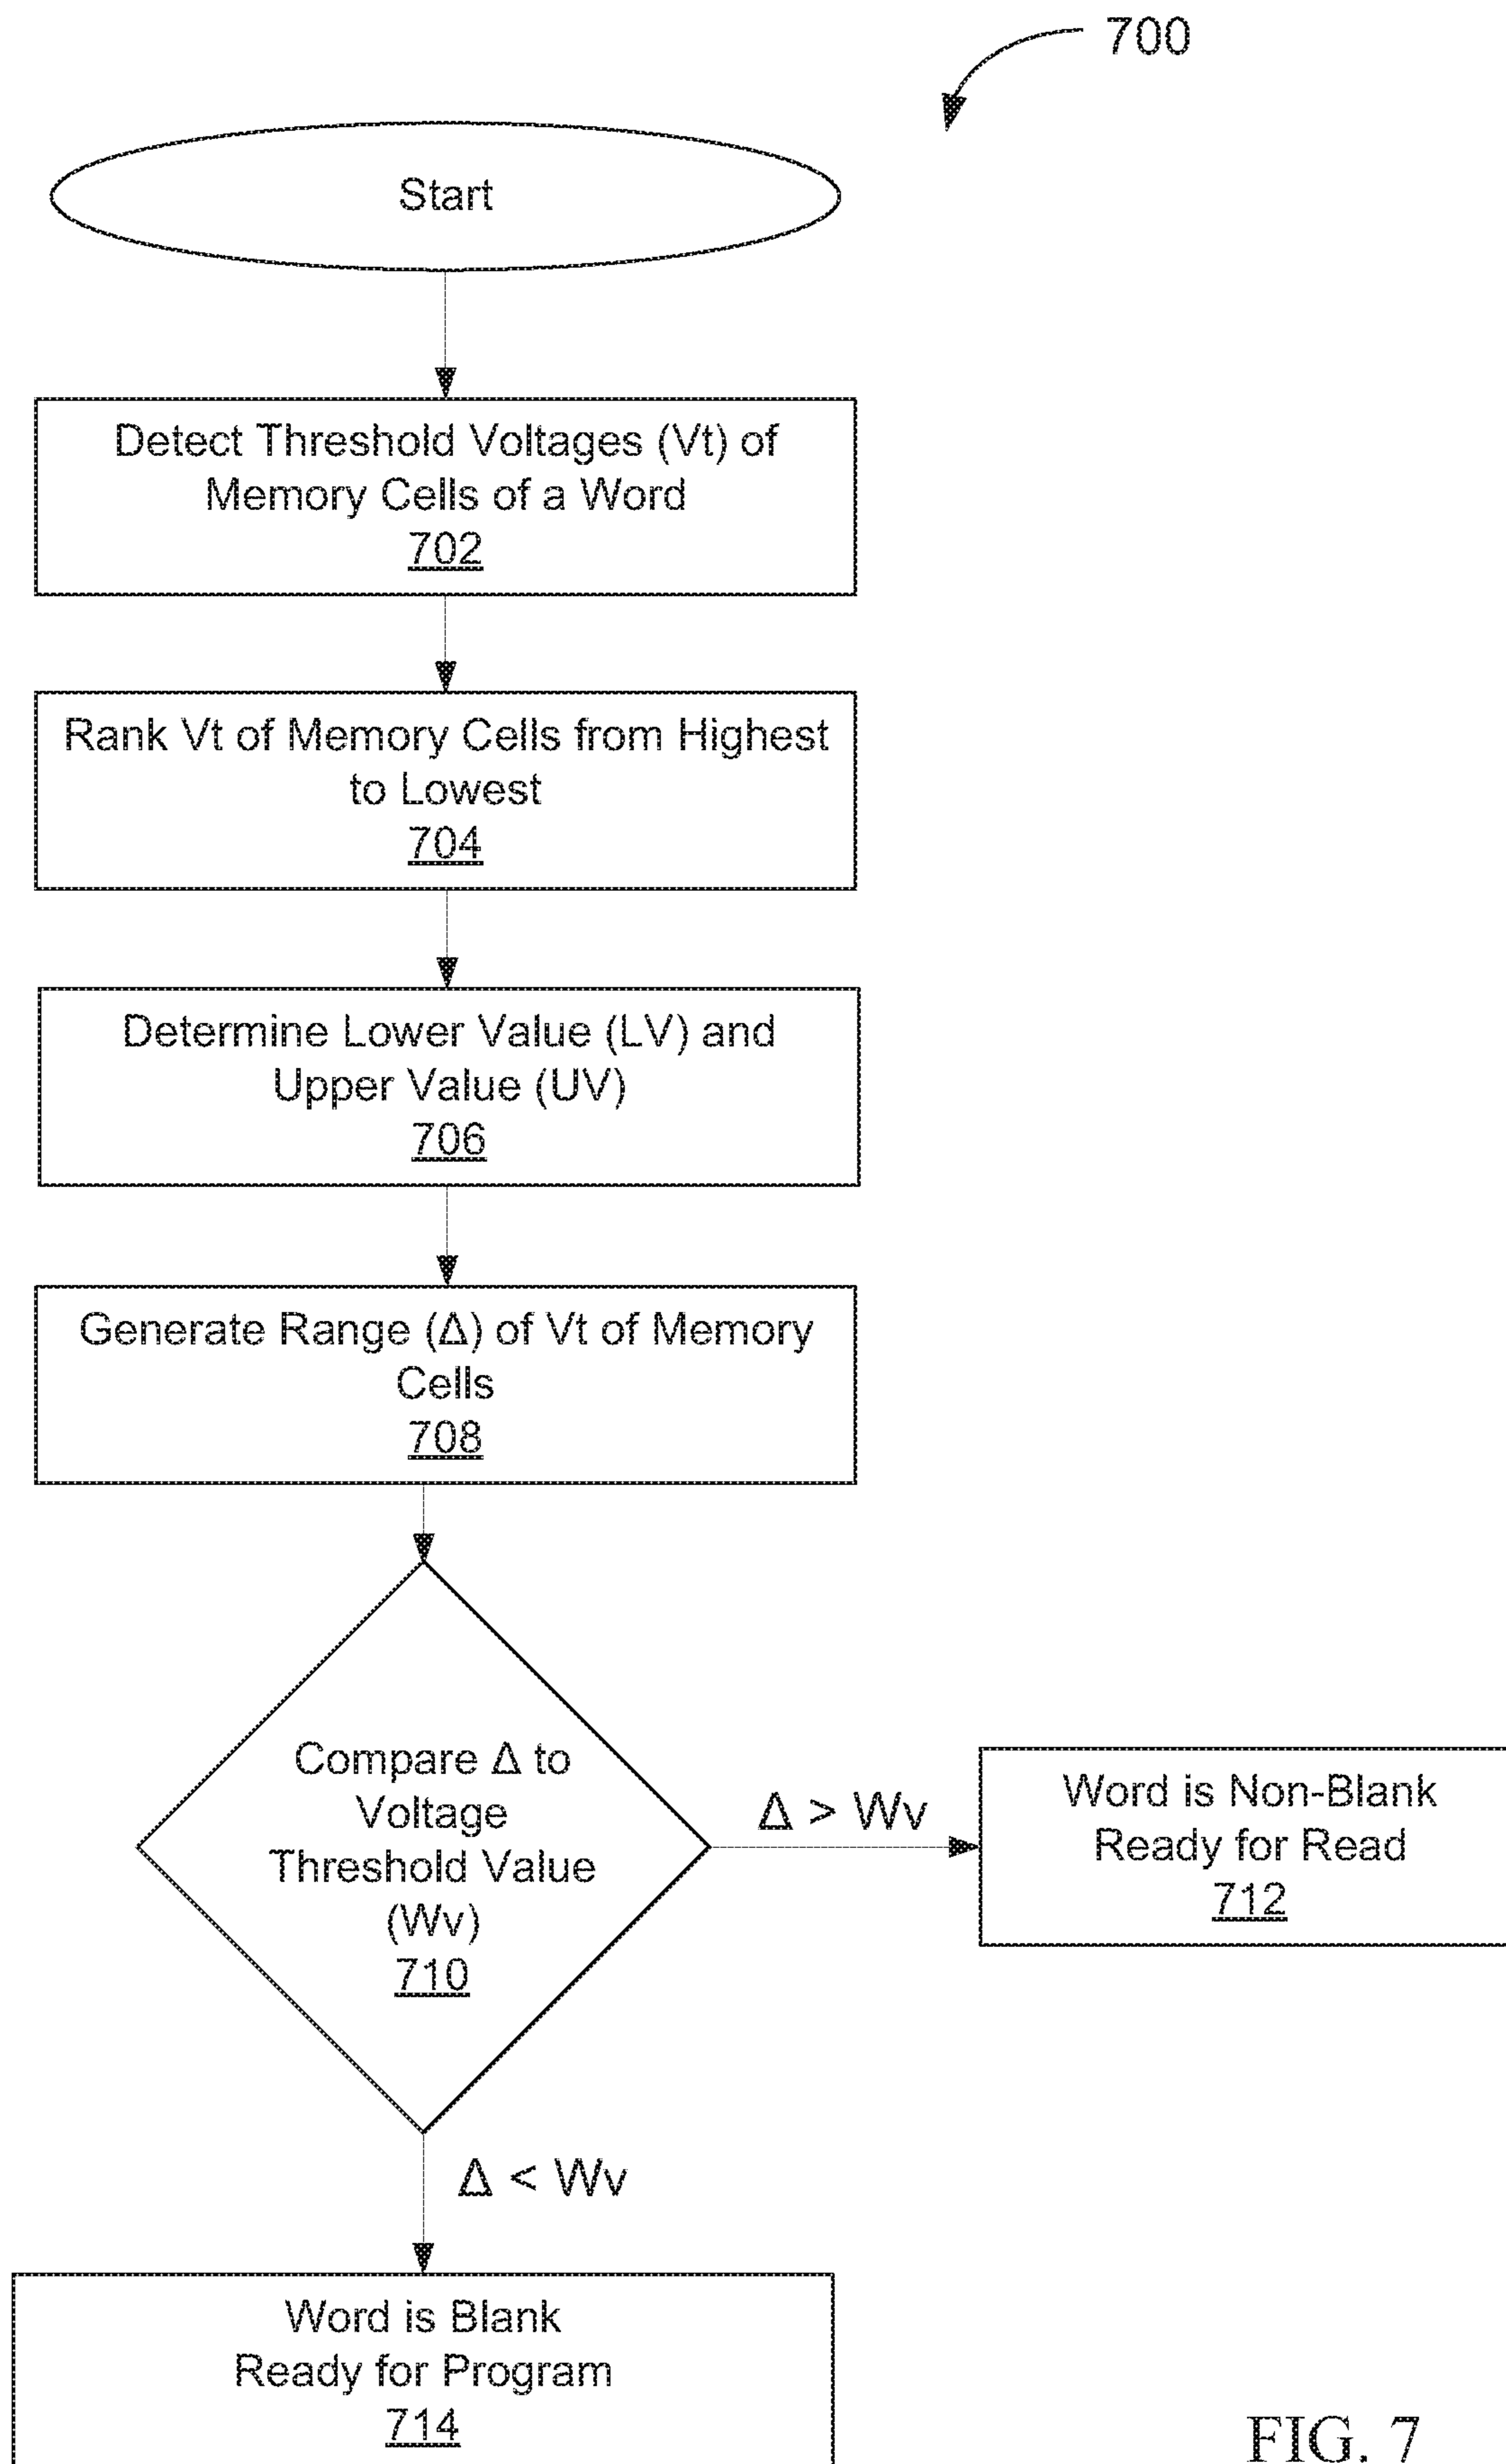 700
Start
Detect Threshold Voltages (Vt) of
Memory Cells of a Word
702
Rank Vt of Memory Cells from Highest
to Lowest
704
Determine Lower Value (LV) and
Upper Value (UV)
706
Generate Range (Δ) of Vt of Memory
Cells
708
Compare Δ to
Voltage
Threshold Value
(Wv)
710
Δ > Wv
Word is Non-Blank
Ready for Read
712
Δ < Wv
Word is Blank
Ready for Program
714
FIG. 7